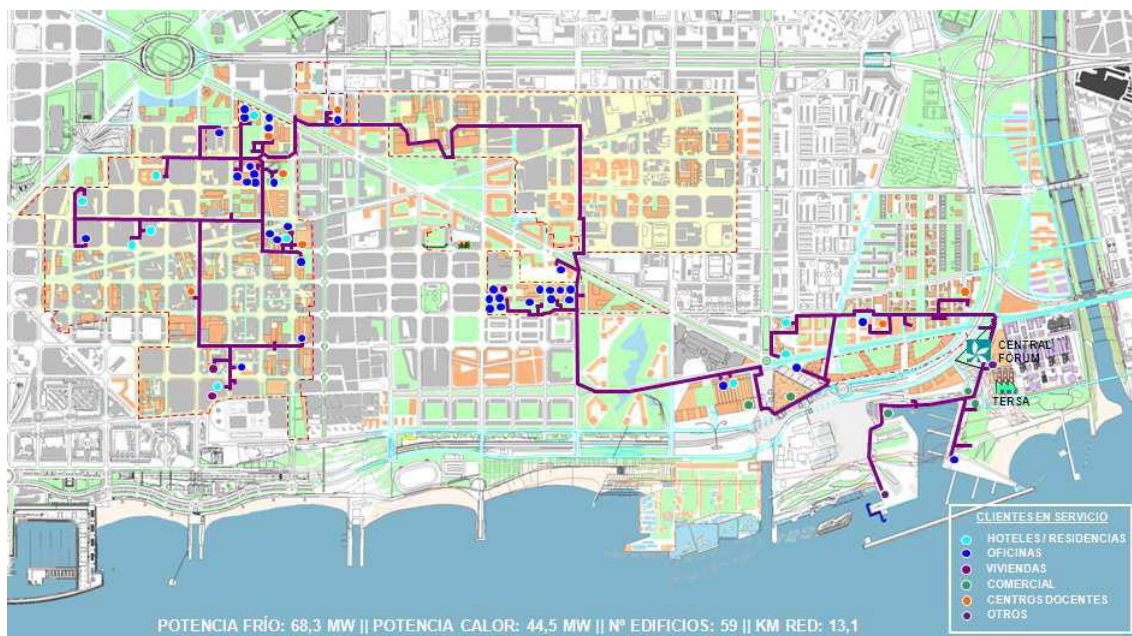 CENTRAL
FORUM
TERSA
CLIENTES EN SERVICIO
HOTELES / RESIDENCIAS
OFICINAS
VIVIENDAS
COMERCIAL
CENTROS DOCENTES
OTROS
POTENCIA FRÍO: 68,3 MW || POTENCIA CALOR: 44,5 MW || Nº EDIFICIOS: 59 || KM RED: 13,1